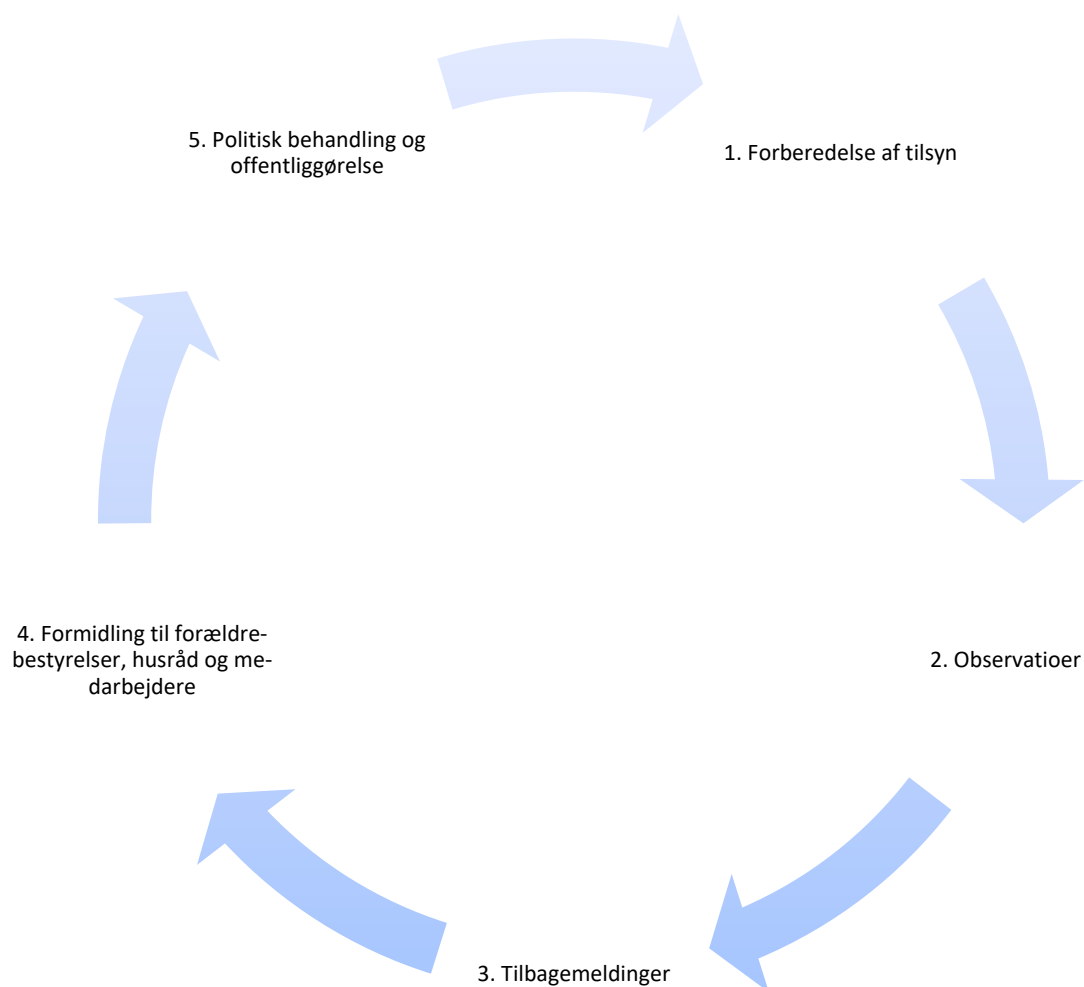 1. Forberedelse af tilsyn
2. Observatioer
3. Tilbagemeldinger
4. Formidling til forældre-
bestyrelser, husråd og me-
darbejdere
5. Politisk behandling og
offentliggørelse